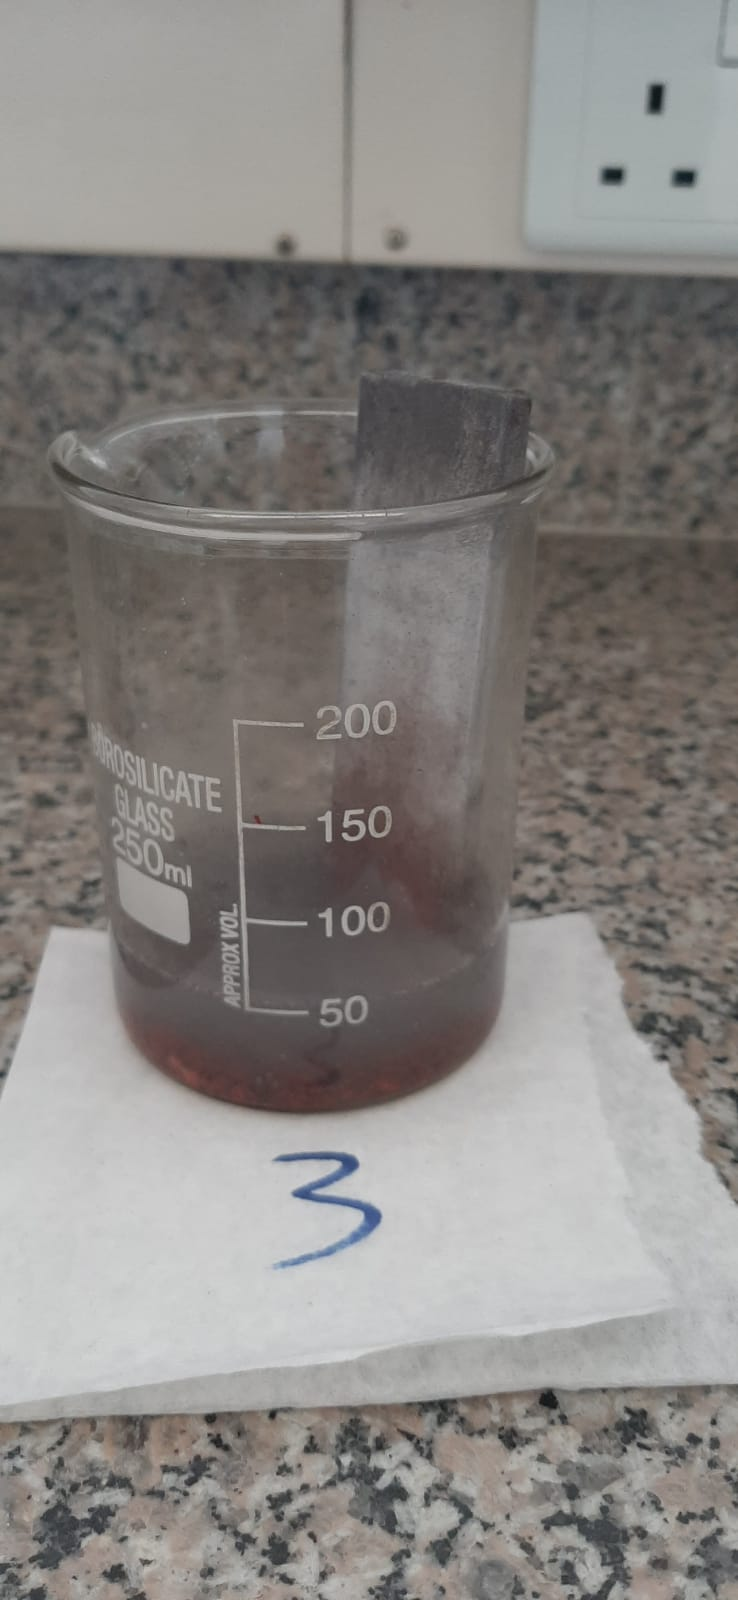 200
BOROSILICATE
GLASS
250ml
150
100
APPROX VOL.
50
3